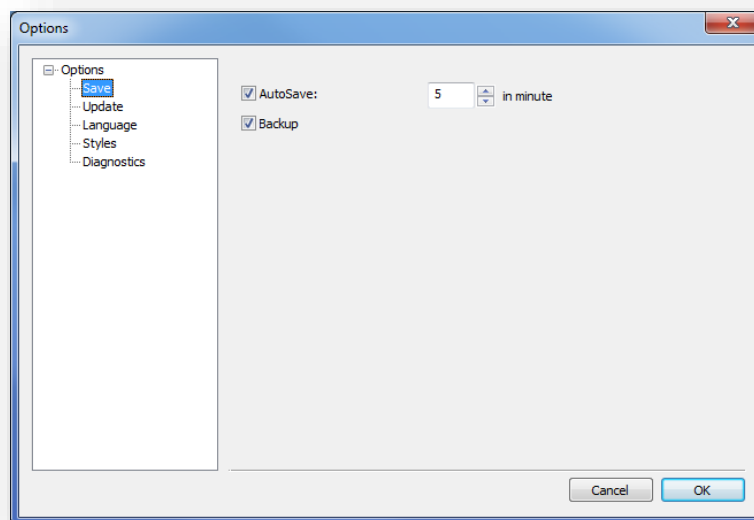 Options
Options
Save
Update
Language
Styles
Diagnostics
AutoSave: 5 in minute
Backup
Cancel OK